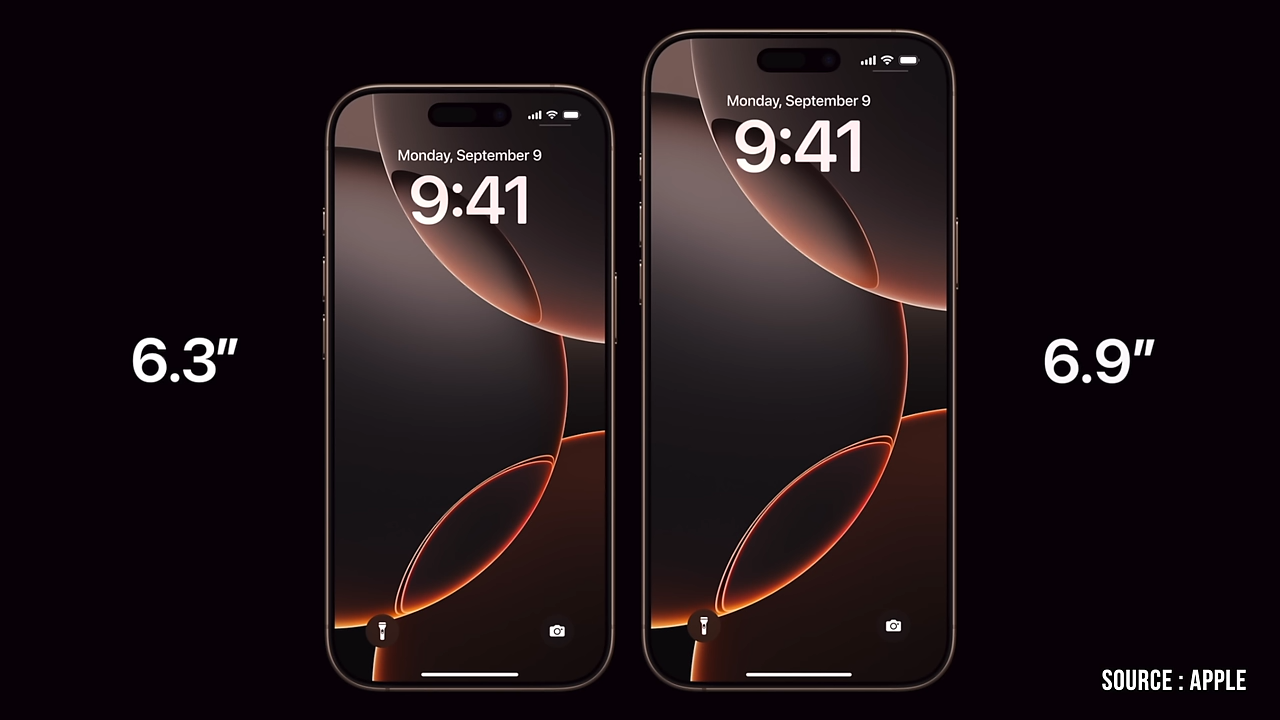 6.3″
Monday, September 9
9:41
Monday, September 9
9:41
6.9″
SOURCE : APPLE